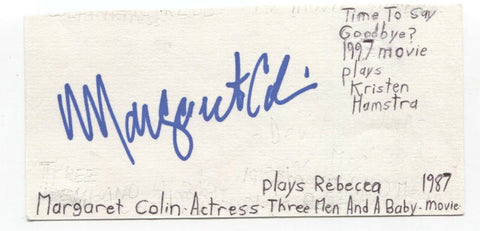 Time To Say
Goodbye?
1997 movie
plays
Kristen
Hamstra
Margaret Colin
THREE
plays Rebecca 1987
Margaret Colin-Actress-Three Men And A Baby-movie